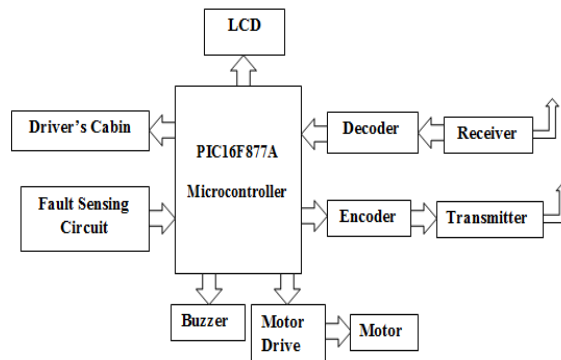 LCD
Driver's Cabin
PIC16F877A
Microcontroller
Decoder
Receiver
Fault Sensing
Circuit
Encoder
Transmitter
Buzzer
Motor
Drive
Motor